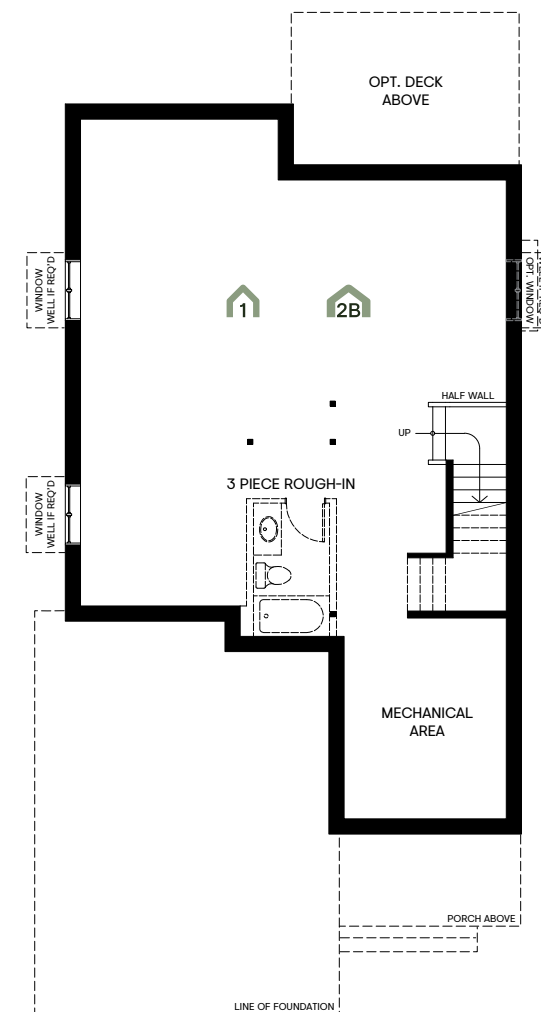 OPT. DECK
ABOVE
WINDOW
WELL IF REQ'D
OPT. WINDOW
1
2B
HALF WALL
UP
3 PIECE ROUGH-IN
WINDOW
WELL IF REQ'D
MECHANICAL
AREA
PORCH ABOVE
LINE OF FOUNDATION